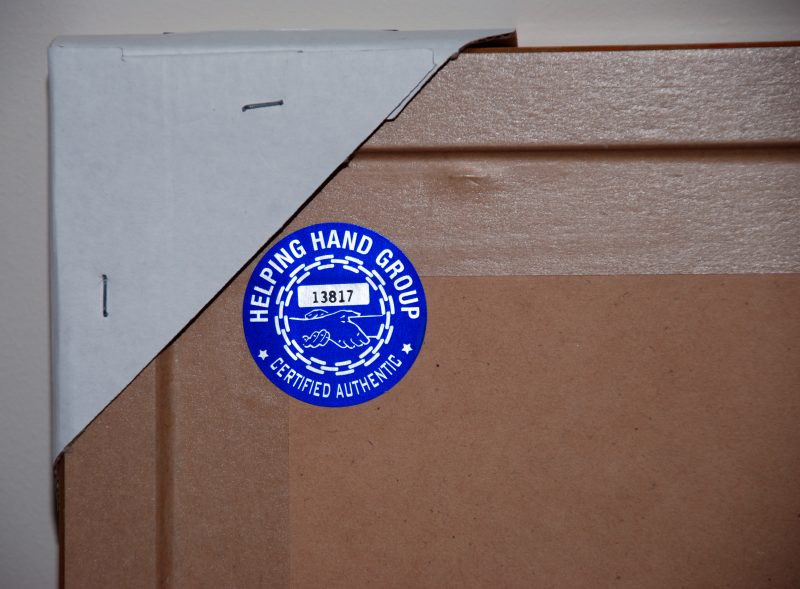 HELPING HAND GROUP
13817
★ CERTIFIED AUTHENTIC ★